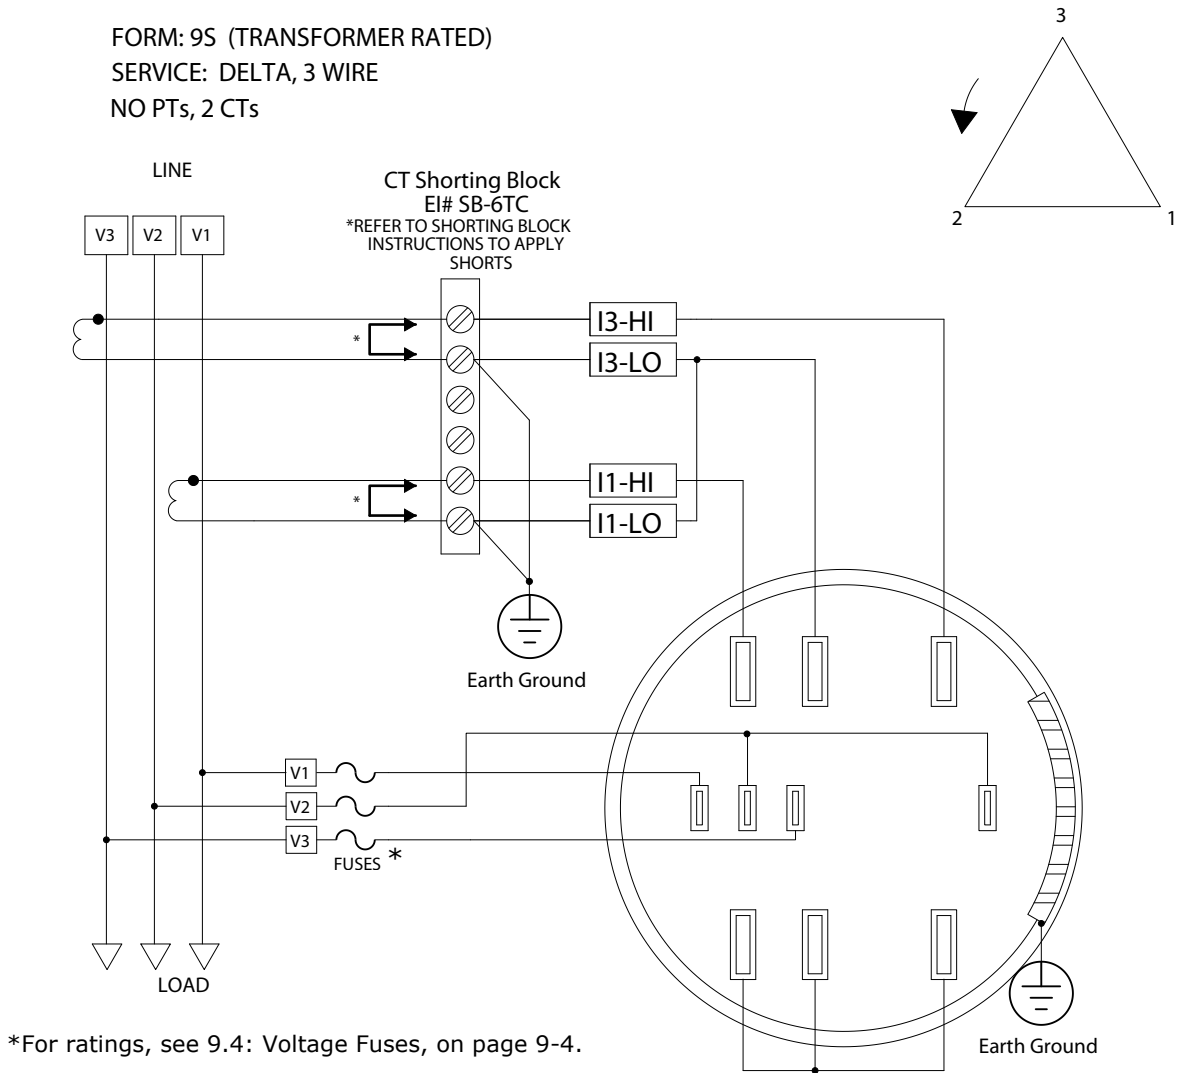 FORM: 9S (TRANSFORMER RATED)
SERVICE: DELTA, 3 WIRE
NO PTs, 2 CTs
3
2
1
LINE
V3
V2
V1
CT Shorting Block
EI# SB-6TC
*REFER TO SHORTING BLOCK
INSTRUCTIONS TO APPLY
SHORTS
*
I3-HI
I3-LO
*
I1-HI
I1-LO
Earth Ground
V1
V2
V3
FUSES *
LOAD
Earth Ground
*For ratings, see 9.4: Voltage Fuses, on page 9-4.